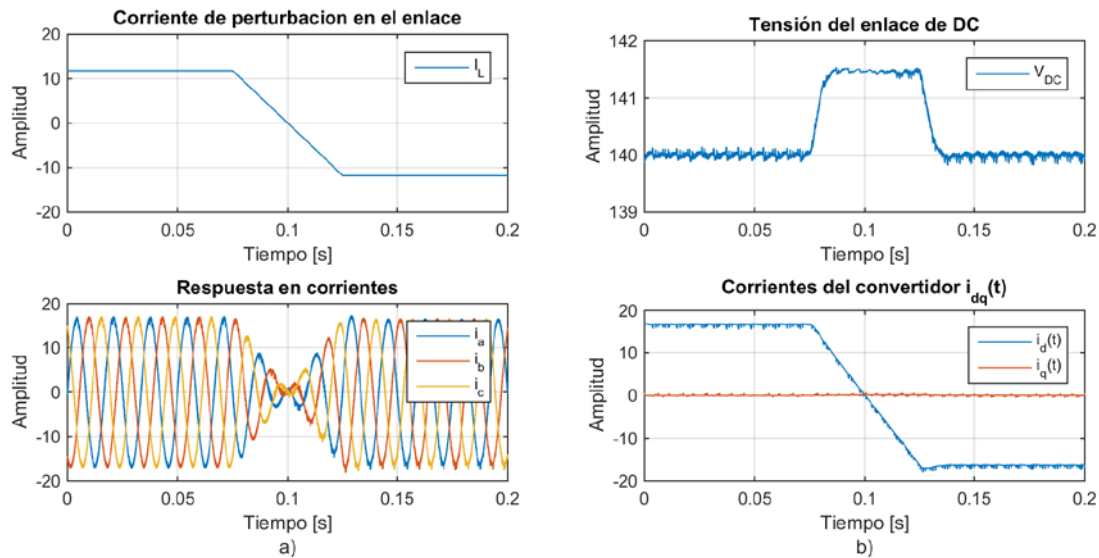 Corriente de perturbacion en el enlace
20
10
0
-10
-20
Amplitud
I_L
0 0.05 0.1 0.15 0.2
Tiempo [s]
Respuesta en corrientes
20
10
0
-10
-20
Amplitud
i_a
i_b
i_c
0 0.05 0.1 0.15 0.2
Tiempo [s]
a)
Tensión del enlace de DC
142
141
140
139
Amplitud
V_DC
0 0.05 0.1 0.15 0.2
Tiempo [s]
Corrientes del convertidor i_dq(t)
20
10
0
-10
-20
Amplitud
i_d(t)
i_q(t)
0 0.05 0.1 0.15 0.2
Tiempo [s]
b)